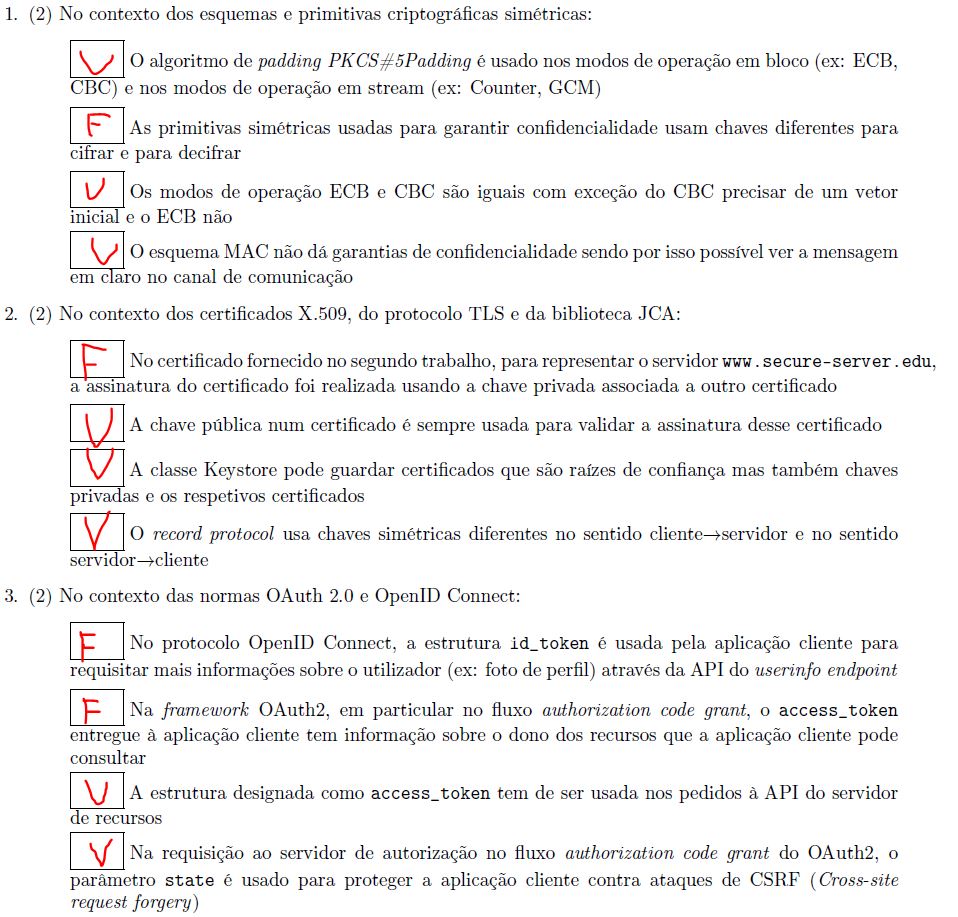 1. (2) No contexto dos esquemas e primitivas criptográficas simétricas:
V O algoritmo de padding PKCS#5Padding é usado nos modos de operação em bloco (ex: ECB,
CBC) e nos modos de operação em stream (ex: Counter, GCM)
F As primitivas simétricas usadas para garantir confidencialidade usam chaves diferentes para
cifrar e para decifrar
V Os modos de operação ECB e CBC são iguais com exceção do CBC precisar de um vetor
inicial e o ECB não
V O esquema MAC não dá garantias de confidencialidade sendo por isso possível ver a mensagem
em claro no canal de comunicação
2. (2) No contexto dos certificados X.509, do protocolo TLS e da biblioteca JCA:
F No certificado fornecido no segundo trabalho, para representar o servidor www.secure-server.edu,
a assinatura do certificado foi realizada usando a chave privada associada a outro certificado
V A chave pública num certificado é sempre usada para validar a assinatura desse certificado
V A classe Keystore pode guardar certificados que são raízes de confiança mas também chaves
privadas e os respetivos certificados
V O record protocol usa chaves simétricas diferentes no sentido cliente→servidor e no sentido
servidor→cliente
3. (2) No contexto das normas OAuth 2.0 e OpenID Connect:
F No protocolo OpenID Connect, a estrutura id_token é usada pela aplicação cliente para
requisitar mais informações sobre o utilizador (ex: foto de perfil) através da API do userinfo endpoint
F Na framework OAuth2, em particular no fluxo authorization code grant, o access_token
entregue à aplicação cliente tem informação sobre o dono dos recursos que a aplicação cliente pode
consultar
V A estrutura designada como access_token tem de ser usada nos pedidos à API do servidor
de recursos
V Na requisição ao servidor de autorização no fluxo authorization code grant do OAuth2, o
parâmetro state é usado para proteger a aplicação cliente contra ataques de CSRF (Cross-site
request forgery)